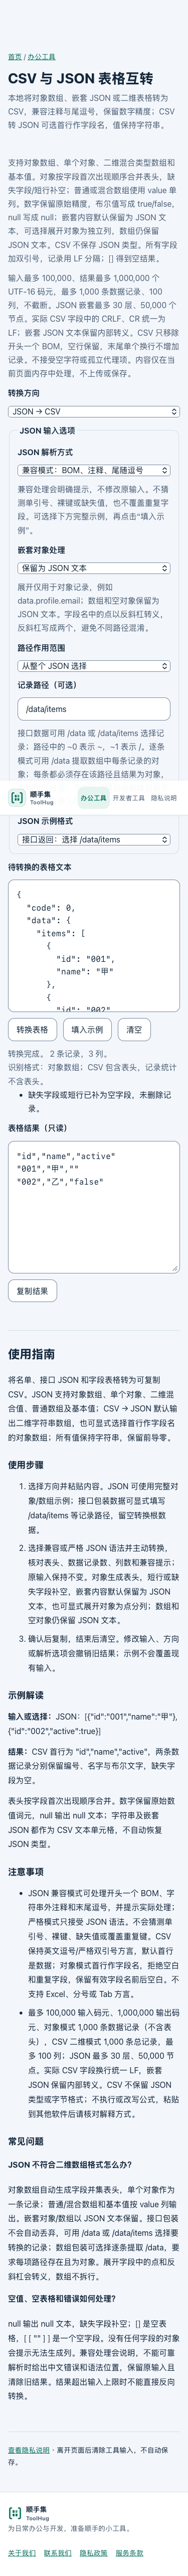 首页 / 办公工具
CSV 与 JSON 表格互转
本地将对象数组、嵌套 JSON 或二维表格转为
CSV，兼容注释与尾逗号，保留数字精度；CSV
转 JSON 可选首行作字段名，值保持字符串。
支持对象数组、单个对象、二维混合类型数组和
基本值。对象按字段首次出现顺序合并表头，缺
失字段/短行补空；普通或混合数组使用 value 单
列。数字保留原始精度，布尔值写成 true/false,
null 写成 null；嵌套内容默认保留为 JSON 文
本，可选择展开对象为独立列，数组仍保留
JSON 文本。CSV 不保存 JSON 类型。所有字段
加双引号，记录用 LF 分隔；[] 得到空结果。
输入最多 100,000、结果最多 1,000,000 个
UTF-16 码元，最多 1,000 条数据记录、100
列，不截断。JSON 嵌套最多 30 层、50,000 个
节点。实际 CSV 字段中的 CRLF、CR 统一为
LF；嵌套 JSON 文本保留内部转义。CSV 只移除
开头一个 BOM，空行保留，末尾单个换行不增加
记录。不接受空字符或孤立代理项。内容仅在当
前页面内存中处理，不上传或保存。
转换方向
JSON → CSV
JSON 输入选项
JSON 解析方式
兼容模式：BOM、注释、尾随逗号
兼容处理会明确提示，不修改原输入。不猜
测单引号、裸键或缺失值，也不覆盖重复字
段。可选择下方完整示例，再点击“填入示
例”。
嵌套对象处理
保留为 JSON 文本
展开仅用于对象记录，例如
data.profile.email；数组和空对象保留为
JSON 文本。字段名中的点以反斜杠转义，
反斜杠写成两个，避免不同路径混淆。
路径作用范围
从整个 JSON 选择
记录路径（可选）
/data/items
接口数据可用 /data 或 /data/items 选择记
录；路径中的 ~0 表示 ~，~1 表示 /。逐条
模式可用 /data 提取数组中每条记录的对
象；每条都必须存在该路径且结果为对象，
顺手集
ToolHug
办公工具 开发者工具 隐私说明
JSON 示例格式
接口返回：选择 /data/items
待转换的表格文本
{
"code": 0,
"data": {
"items": [
{
"id": "001",
"name": "甲"
},
{
"id": "002"
转换表格 填入示例 清空
转换完成。 2 条记录，3 列。
识别格式：对象数组；CSV 包含表头，记录统计
不含表头。
• 缺失字段或短行已补为空字段，未删除记
录。
表格结果（只读）
"id","name","active"
"001","甲",""
"002","乙","false"
复制结果
使用指南
将名单、接口 JSON 和字段表格转为可复制
CSV。JSON 支持对象数组、单个对象、二维混
合值、普通数组及基本值；CSV → JSON 默认输
出二维字符串数组，也可显式选择首行作字段名
的对象数组；所有值保持字符串，保留前导零。
使用步骤
1. 选择方向并粘贴内容。JSON 可使用完整对
象/数组示例；接口包装数据可显式填写
/data/items 等记录路径，留空转换根数
据。
2. 选择兼容或严格 JSON 语法并主动转换，
核对表头、数据记录数、列数和兼容提示；
原输入保持不变。对象生成表头，短行或缺
失字段补空，嵌套内容默认保留为 JSON
文本，也可显式展开对象为点分列；数组和
空对象仍保留 JSON 文本。
3. 确认后复制，结束后清空。修改输入、方向
或解析选项会撤销旧结果；示例不会覆盖现
有输入。
示例解读
输入或选择：JSON：[{"id":"001","name":"甲"},
{"id":"002","active":true}]
结果：CSV 首行为 "id","name","active"，两条数
据记录分别保留编号、名字与布尔文字，缺失字
段为空。
表头按字段首次出现顺序合并。数字保留原始数
值词元，null 输出 null 文本；字符串及嵌套
JSON 都作为 CSV 文本单元格，不自动恢复
JSON 类型。
注意事项
• JSON 兼容模式可处理开头一个 BOM、字
符串外注释和末尾逗号，并提示实际处理；
严格模式只接受 JSON 语法。不会猜测单
引号、裸键、缺失值或覆盖重复键。CSV
保持英文逗号/严格双引号方言，默认首行
是数据；对象模式首行作字段名，拒绝空白
和重复字段，保留有效字段名前后空白。不
支持 Excel、分号或 Tab 方言。
• 最多 100,000 输入码元、1,000,000 输出码
元、对象模式 1,000 条数据记录（不含表
头），CSV 二维模式 1,000 条总记录，最
多 100 列；JSON 最多 30 层、50,000 节
点。实际 CSV 字段换行统一 LF，嵌套
JSON 保留内部转义。CSV 不保留 JSON
类型或字节格式；不执行或改写公式，粘贴
到其他软件后请核对解释方式。
常见问题
JSON 不符合二维数组格式怎么办?
对象数组自动生成字段并集表头，单个对象作为
一条记录；普通/混合数组和基本值按 value 列输
出。嵌套对象/数组以 JSON 文本保留。接口包装
不会自动丢弃，可用 /data 或 /data/items 选择要
转换的记录；数组包装可选择逐条提取 /data，要
求每项路径存在且为对象。展开字段中的点和反
斜杠会转义，数组不拆行。
空值、空表格和错误如何处理?
null 输出 null 文本，缺失字段补空；[] 是空表
格，[ [ "" ] ] 是一个空字段。没有任何字段的对象
会提示无法生成列。兼容处理会说明，不能可靠
解析时给出中文错误和语法位置，保留原输入且
清除旧结果。结果超出输入上限时不能直接反向
转换。
查看隐私说明 · 离开页面后清除工具输入，不自动保
存。
顺手集
ToolHug
为日常办公与开发，准备顺手的小工具。
关于我们 联系我们 隐私政策 服务条款